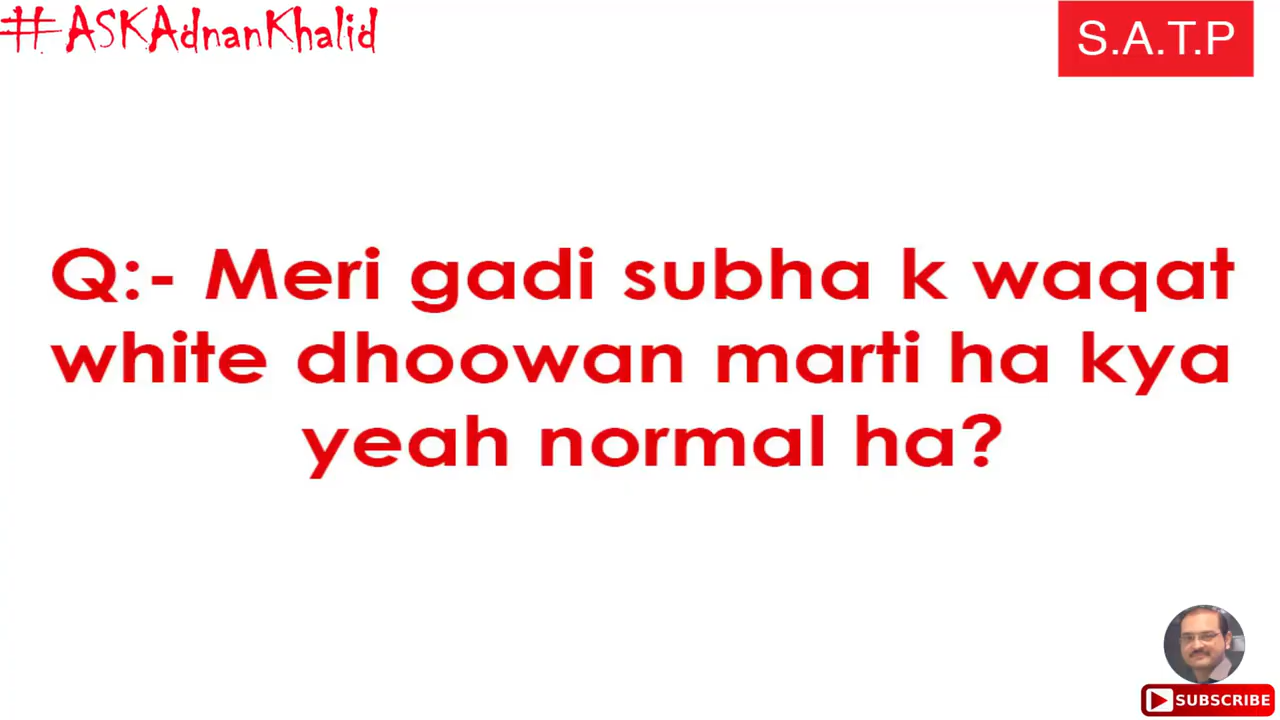 #ASKAdnanKhalid
S.A.T.P
Q:- Meri gadi subha k waqat
white dhoowan marti ha kya
yeah normal ha?
SUBSCRIBE